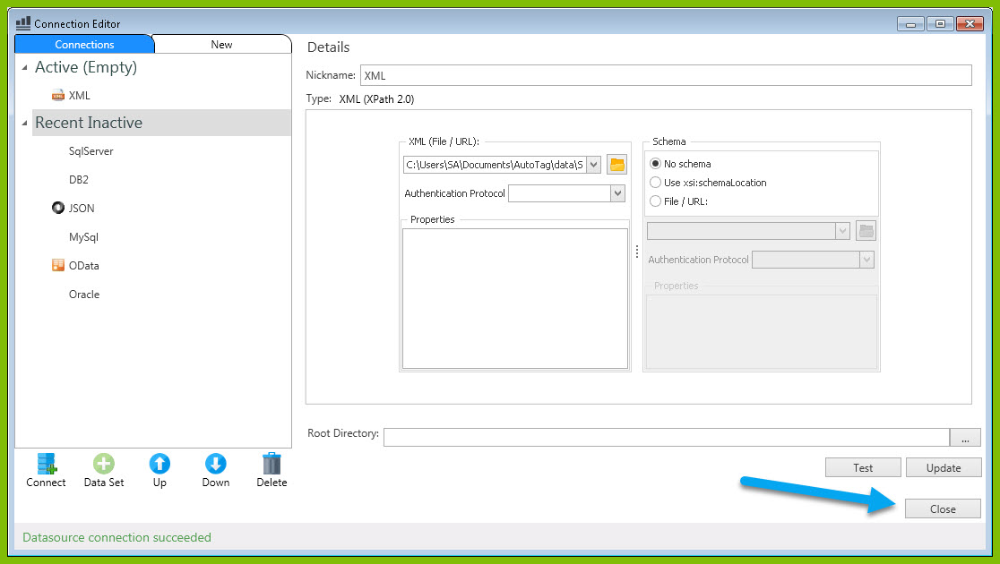 Connection Editor
Connections
New
Active (Empty)
XML
Recent Inactive
SqlServer
DB2
JSON
MySql
OData
Oracle
Connect
Data Set
Up
Down
Delete
Details
Nickname: XML
Type: XML (XPath 2.0)
XML (File / URL):
C:\Users\SA\Documents\AutoTag\data\S
Authentication Protocol
Properties
Schema
No schema
Use xsi:schemaLocation
File / URL:
Authentication Protocol
Properties
Root Directory:
...
Test
Update
Close
Datasource connection succeeded